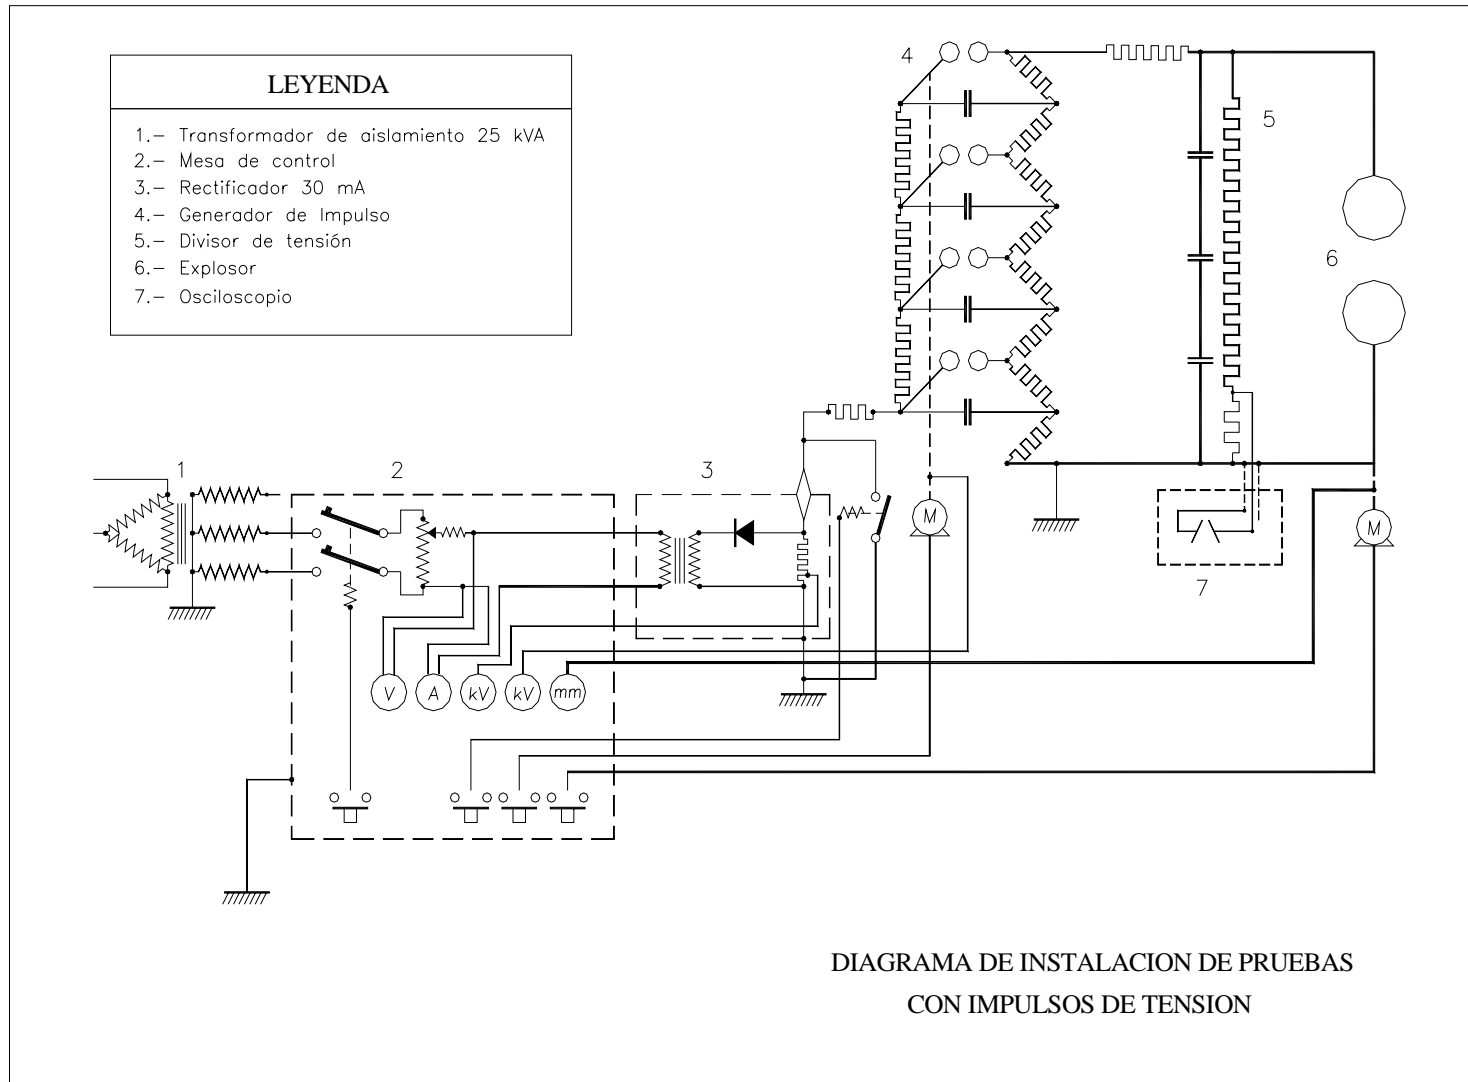 LEYENDA
1.- Transformador de aislamiento 25 kVA
2.- Mesa de control
3.- Rectificador 30 mA
4.- Generador de Impulso
5.- Divisor de tensión
6.- Explosor
7.- Osciloscopio
4
5
6
1
2
3
M
M
7
V
A
kV
kV
mm
DIAGRAMA DE INSTALACION DE PRUEBAS
CON IMPULSOS DE TENSION